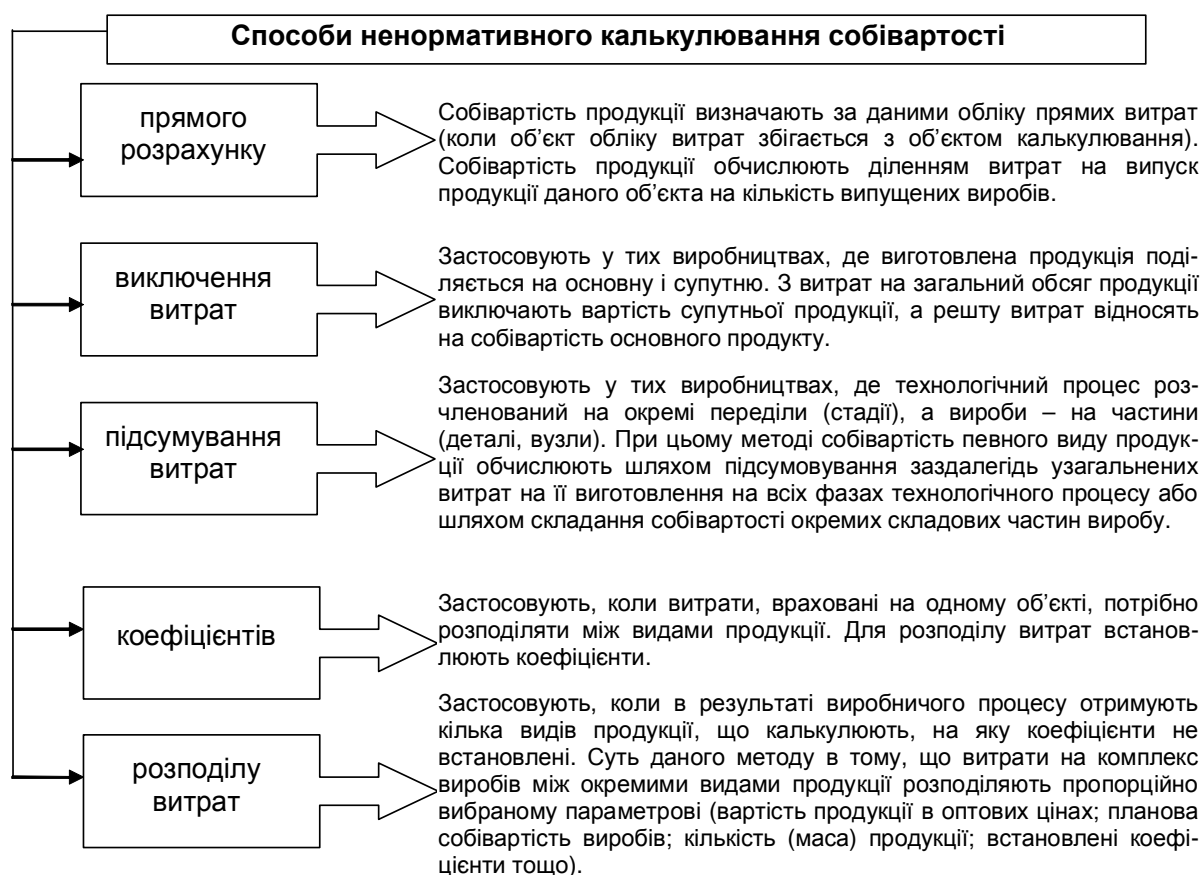 Способи ненормативного калькулювання собівартості
прямого
розрахунку
Собівартість продукції визначають за даними обліку прямих витрат
(коли об’єкт обліку витрат збігається з об’єктом калькулювання).
Собівартість продукції обчислюють діленням витрат на випуск
продукції даного об’єкта на кількість випущених виробів.
виключення
витрат
Застосовують у тих виробництвах, де виготовлена продукція поді-
ляється на основну і супутню. З витрат на загальний обсяг продукції
виключають вартість супутньої продукції, а решту витрат відносять
на собівартість основного продукту.
підсумування
витрат
Застосовують у тих виробництвах, де технологічний процес роз-
членований на окремі переділи (стадії), а вироби – на частини
(деталі, вузли). При цьому методі собівартість певного виду продук-
ції обчислюють шляхом підсумовування заздалегідь узагальнених
витрат на її виготовлення на всіх фазах технологічного процесу або
шляхом складання собівартості окремих складових частин виробу.
коефіцієнтів
Застосовують, коли витрати, враховані на одному об’єкті, потрібно
розподіляти між видами продукції. Для розподілу витрат встанов-
люють коефіцієнти.
розподілу
витрат
Застосовують, коли в результаті виробничого процесу отримують
кілька видів продукції, що калькулюють, на яку коефіцієнти не
встановлені. Суть даного методу в тому, що витрати на комплекс
виробів між окремими видами продукції розподіляють пропорційно
вибраному параметрові (вартість продукції в оптових цінах; планова
собівартість виробів; кількість (маса) продукції; встановлені коефі-
цієнти тощо).